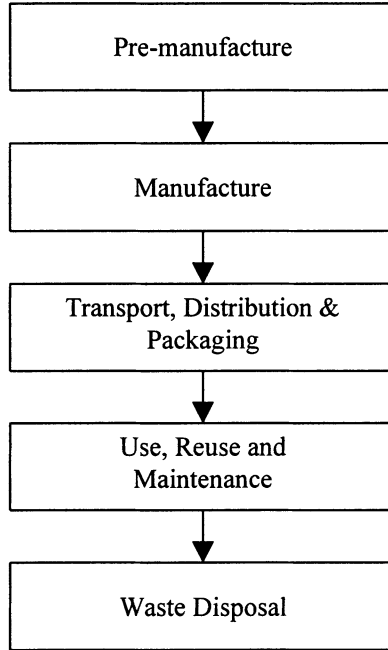 Pre-manufacture
Manufacture
Transport, Distribution &
Packaging
Use, Reuse and
Maintenance
Waste Disposal